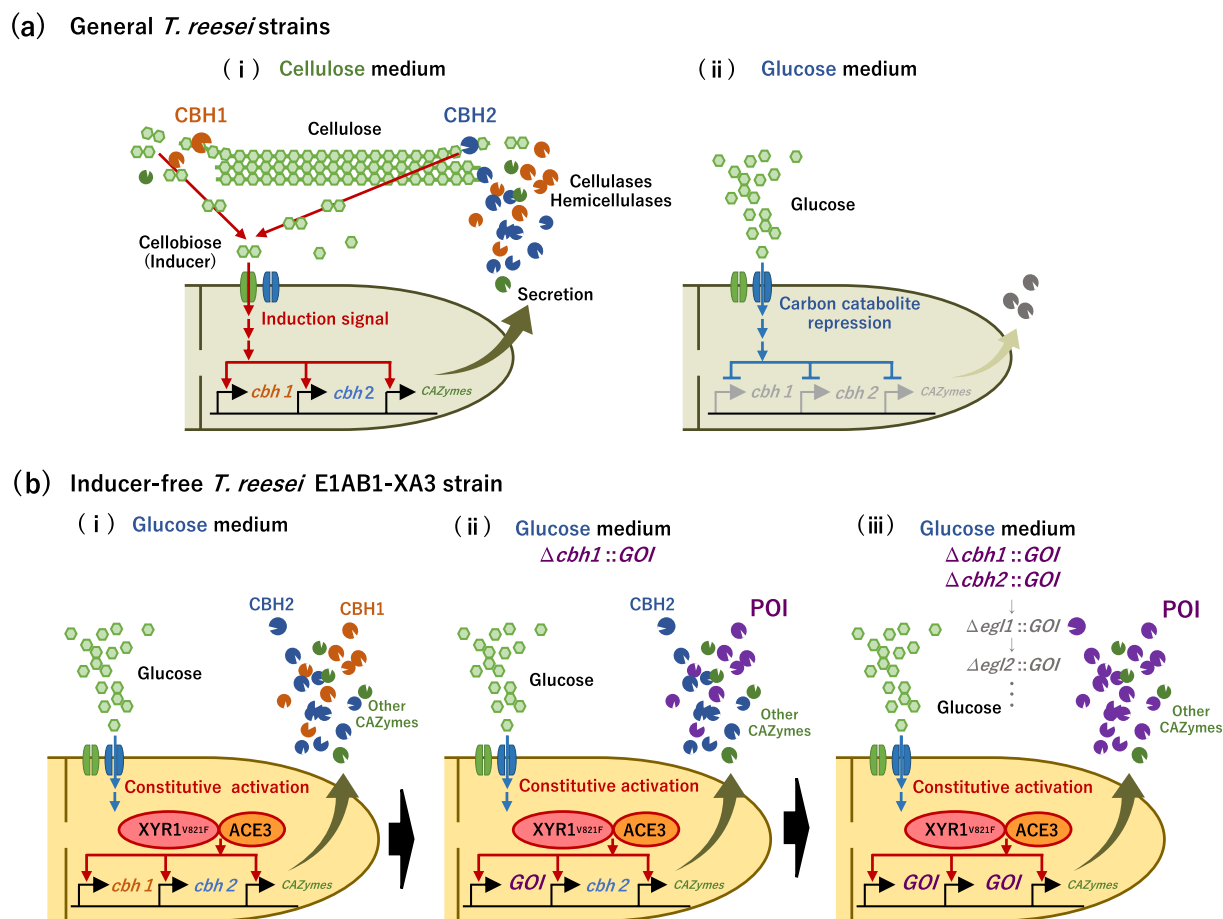 (a) General T. reesei strains
(ⅰ) Cellulose medium
CBH1
Cellulose
CBH2
Cellulases
Hemicellulases
Cellobiose
(Inducer)
Secretion
Induction signal
cbh 1
cbh 2
CAZymes
(ⅱ) Glucose medium
Glucose
Carbon catabolite
repression
cbh 1
cbh 2
CAZymes
(b) Inducer-free T. reesei E1AB1-XA3 strain
(ⅰ) Glucose medium
CBH2
CBH1
Glucose
Other
CAZymes
Constitutive activation
XYR1V821F
ACE3
cbh 1
cbh 2
CAZymes
(ⅱ) Glucose medium
Δcbh1::GOI
CBH2
POI
Glucose
Other
CAZymes
Constitutive activation
XYR1V821F
ACE3
GOI
cbh 2
CAZymes
(ⅲ) Glucose medium
Δcbh1::GOI
Δcbh2::GOI
↓
Δegl1::GOI
↓
Δegl2::GOI
POI
Glucose
Other
CAZymes
Constitutive activation
XYR1V821F
ACE3
GOI
GOI
CAZymes